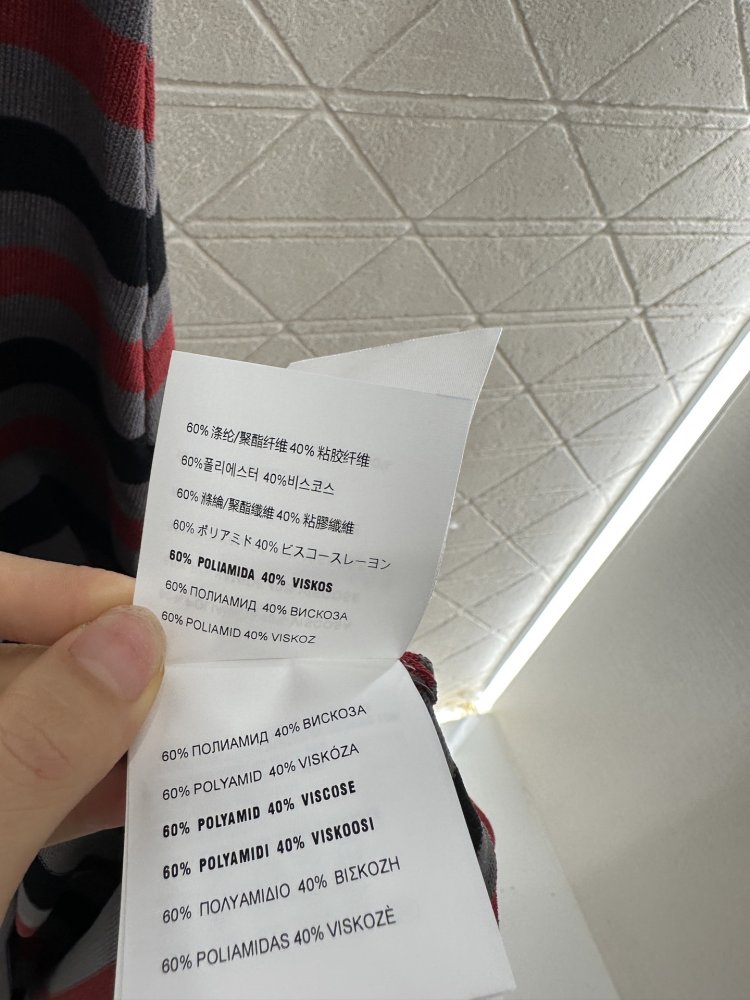 60% 涤纶/聚酯纤维 40% 粘胶纤维
60%폴리에스터 40%비스코스
60% 滌綸/聚酯纖維 40% 粘膠纖維
60% ポリアミド 40% ビスコースレーヨン
60% POLIAMIDA 40% VISKOS
60% ПОЛИАМИД 40% ВИСКОЗА
60% POLIAMID 40% VISKOZ
60% ПОЛИАМИД 40% ВИСКОЗА
60% POLYAMID 40% VISKÓZA
60% POLYAMID 40% VISCOSE
60% POLYAMIDI 40% VISKOOSI
60% ΠΟΛΥΑΜΙΔΙΟ 40% ΒΙΣΚΟΖΗ
60% POLIAMIDAS 40% VISKOZÈ